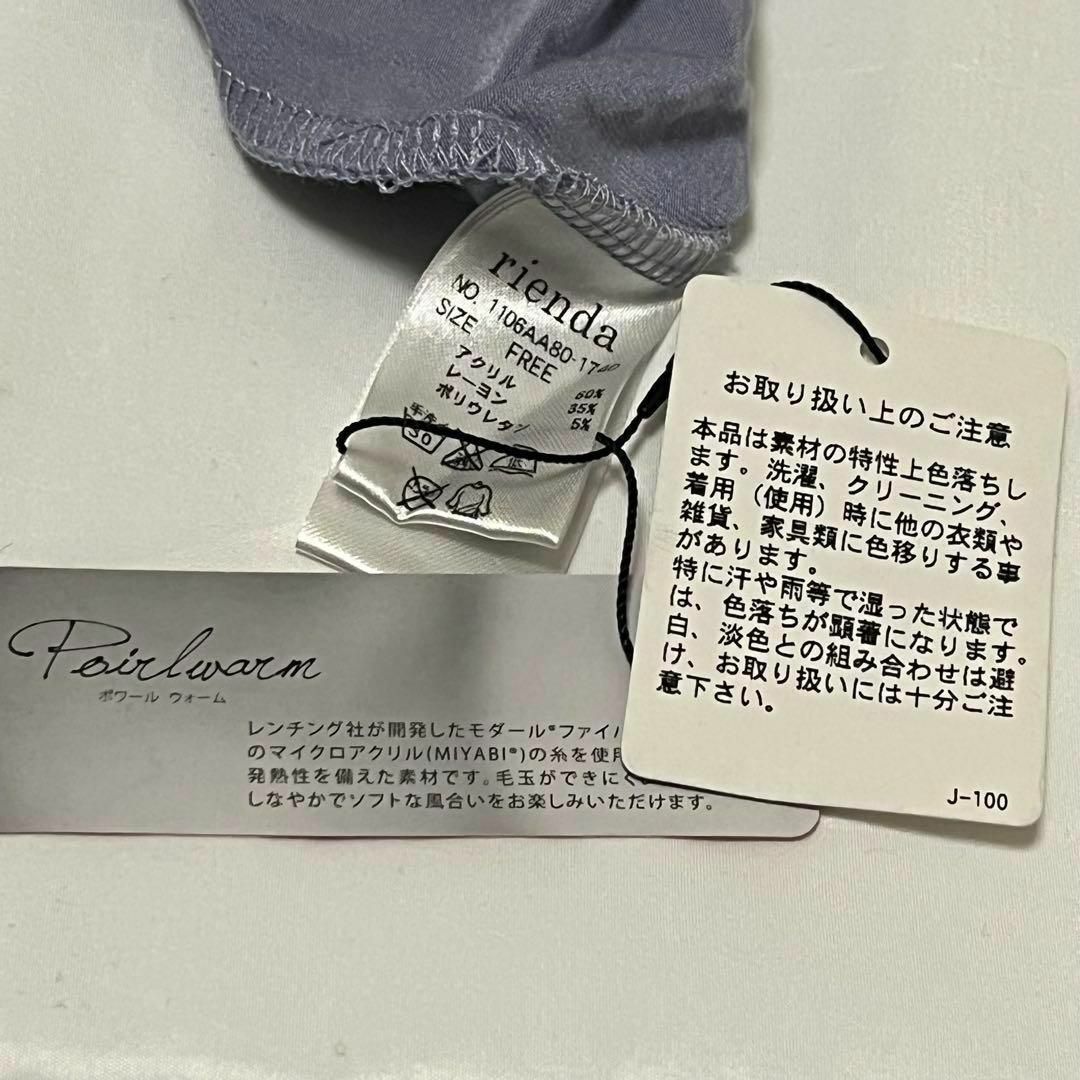 rienda
NO. 1106AA80-1740
SIZE FREE
アクリル 60%
レーヨン 35%
ポリウレタン 5%
30
低
お取り扱い上のご注意
本品は素材の特性上色落ちし
ます。洗濯、クリーニング、
着用（使用）時に他の衣類や
雑貨、家具類に色移りする事
があります。
特に汗や雨等で湿った状態で
は、色落ちが顕著になります。
白、淡色との組み合わせは避
け、お取り扱いには十分ご注
意下さい。
J-100
Poirlwarm
ポワール ウォーム
レンチング社が開発したモダール®ファイバ
のマイクロアクリル(MIYABI®)の糸を使用
発熱性を備えた素材です。毛玉ができにく
しなやかでソフトな風合いをお楽しみいただけます。